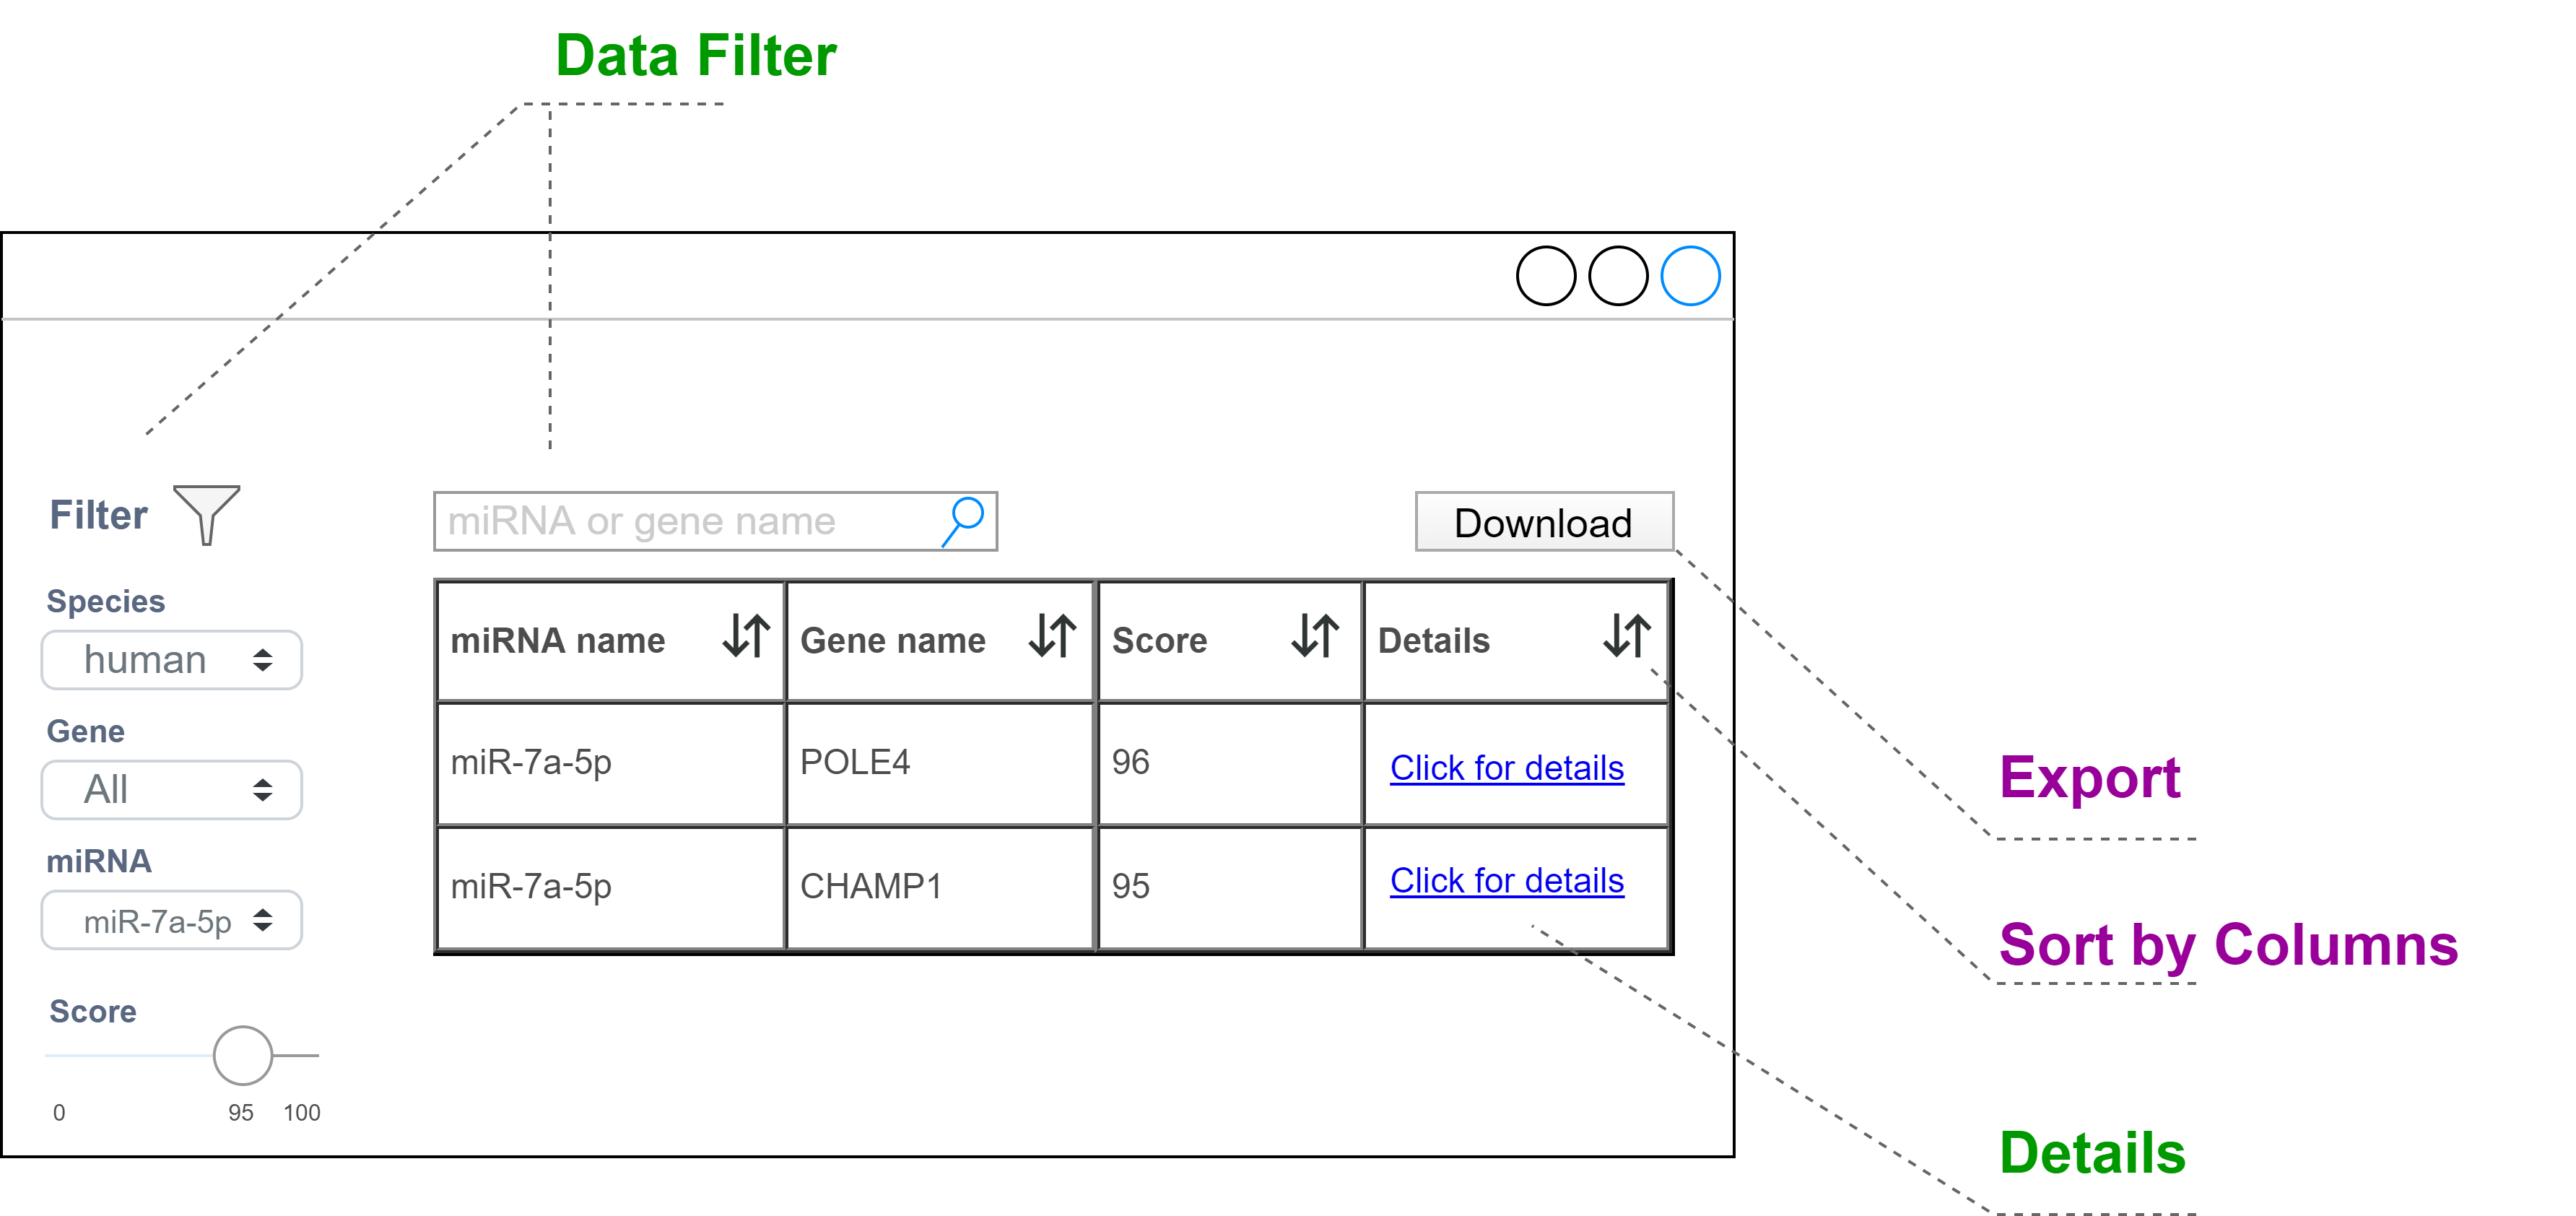 Data Filter
Filter
miRNA or gene name
Download
Species
human
Gene
All
miRNA
miR-7a-5p
Score
0 95 100
miRNA name Gene name Score Details
miR-7a-5p POLE4 96 Click for details
miR-7a-5p CHAMP1 95 Click for details
Export
Sort by Columns
Details